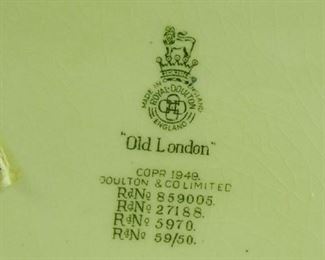 MADE IN ENGLAND
ROYAL DOULTON
ENGLAND
"Old London"
COPR 1949.
DOULTON & CO LIMITED
RdNo 859005.
RdNo 27188.
RdNo 5970.
RdNo 59/50.